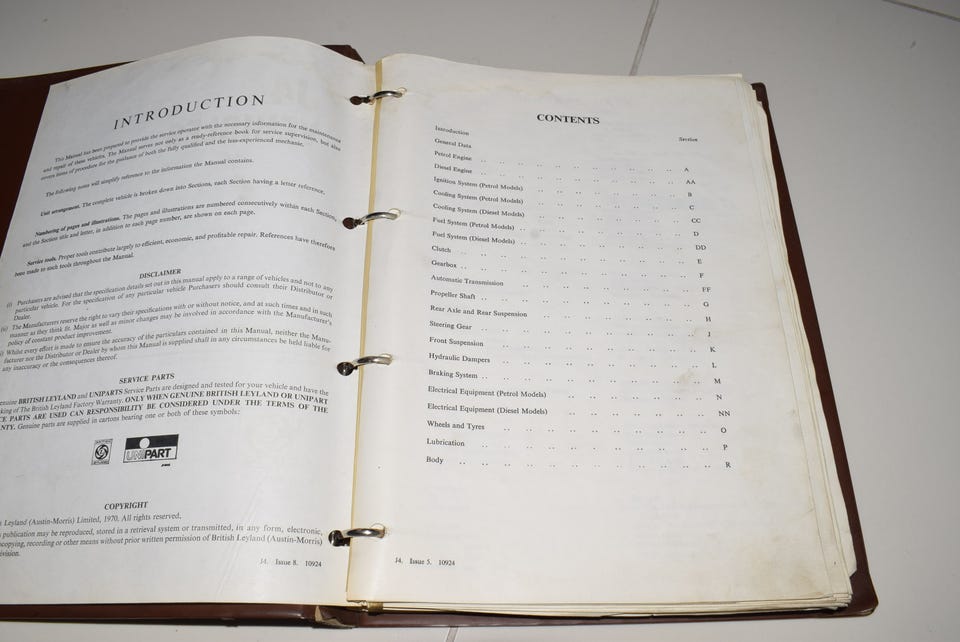 INTRODUCTION
This Manual has been prepared to provide the service operator with the necessary information for the maintenance
and repair of these vehicles. The Manual serves not only as a ready-reference book for service supervision, but also
covers items of procedure for the guidance of both the fully qualified and the less-experienced mechanic.
The following notes will simplify reference to the information the Manual contains.
Unit arrangement. The complete vehicle is broken down into Sections, each Section having a letter reference.
Numbering of pages and illustrations. The pages and illustrations are numbered consecutively within each Section,
and the Section title and letter, in addition to each page number, are shown on each page.
Service tools. Proper tools contribute largely to efficient, economic, and profitable repair. References have therefore
been made to such tools throughout the Manual.
DISCLAIMER
(i) Purchasers are advised that the specification details set out in this manual apply to a range of vehicles and not to any
particular vehicle. For the specification of any particular vehicle Purchasers should consult their Distributor or
Dealer.
(ii) The Manufacturers reserve the right to vary their specifications with or without notice, and at such times and in such
manner as they think fit. Major as well as minor changes may be involved in accordance with the Manufacturer's
policy of constant product improvement.
Whilst every effort is made to ensure the accuracy of the particulars contained in this Manual, neither the Manu-
facturer nor the Distributor or Dealer by whom this Manual is supplied shall in any circumstances be held liable for
any inaccuracy or the consequences thereof.
SERVICE PARTS
BRITISH LEYLAND and UNIPARTS Service Parts are designed and tested for your vehicle and have the
king of The British Leyland Factory Warranty. ONLY WHEN GENUINE BRITISH LEYLAND OR UNIPART
PARTS ARE USED CAN RESPONSIBILITY BE CONSIDERED UNDER THE TERMS OF THE
NTY. Genuine parts are supplied in cartons bearing one or both of these symbols:
UNIPART
COPYRIGHT
Leyland (Austin-Morris) Limited, 1970. All rights reserved.
publication may be reproduced, stored in a retrieval system or transmitted, in any form, electronic,
ocopying, recording or other means without prior written permission of British Leyland (Austin-Morris)
ivision.
J4. Issue 8. 10924
CONTENTS
Section
Introduction
General Data
Petrol Engine .. .. .. .. .. .. .. .. A
Diesel Engine .. .. .. .. .. .. .. .. AA
Ignition System (Petrol Models) .. .. .. .. .. .. B
Cooling System (Petrol Models) .. .. .. .. .. .. C
Cooling System (Diesel Models) .. .. .. .. .. .. CC
Fuel System (Petrol Models) .. .. .. .. .. .. D
Fuel System (Diesel Models) .. .. .. .. .. .. DD
Clutch .. .. .. .. .. .. .. .. E
Gearbox .. .. .. .. .. .. .. .. F
Automatic Transmission .. .. .. .. .. .. FF
Propeller Shaft .. .. .. .. .. .. .. G
Rear Axle and Rear Suspension .. .. .. .. .. .. H
Steering Gear .. .. .. .. .. .. .. J
Front Suspension .. .. .. .. .. .. .. K
Hydraulic Dampers .. .. .. .. .. .. .. L
Braking System .. .. .. .. .. .. .. .. M
Electrical Equipment (Petrol Models) .. .. .. .. .. N
Electrical Equipment (Diesel Models) .. .. .. .. .. NN
Wheels and Tyres .. .. .. .. .. .. .. O
Lubrication .. .. .. .. .. .. .. P
Body .. .. .. .. .. .. .. .. .. R
J4. Issue 5. 10924